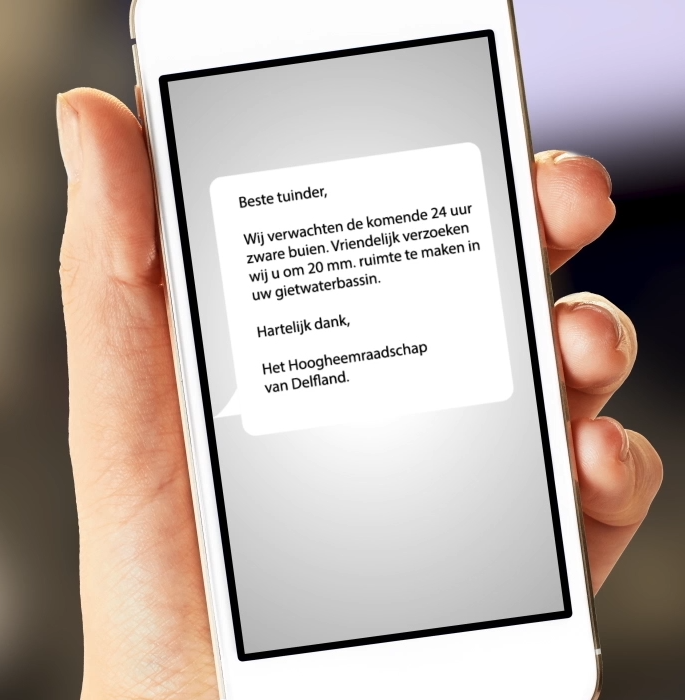 Beste tuinder,
Wij verwachten de komende 24 uur
zware buien. Vriendelijk verzoeken
wij u om 20 mm. ruimte te maken in
uw gietwaterbassin.
Hartelijk dank,
Het Hoogheemraadschap
van Delfland.